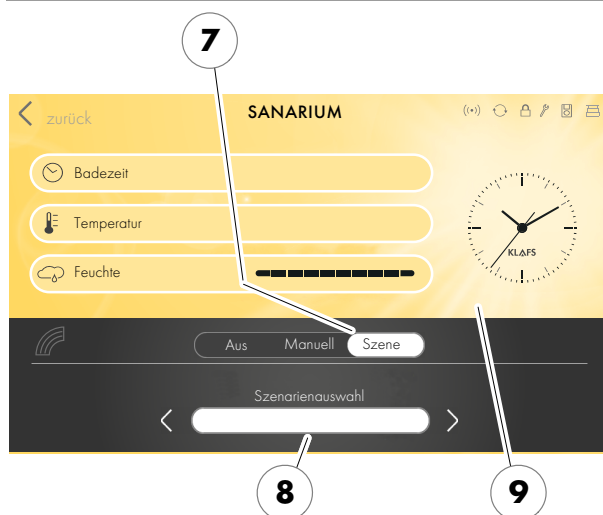 7
zurück
SANARIUM
Badezeit
Temperatur
KLAFS
Feuchte
Aus Manuell Szene
Szenarienauswahl
8
9